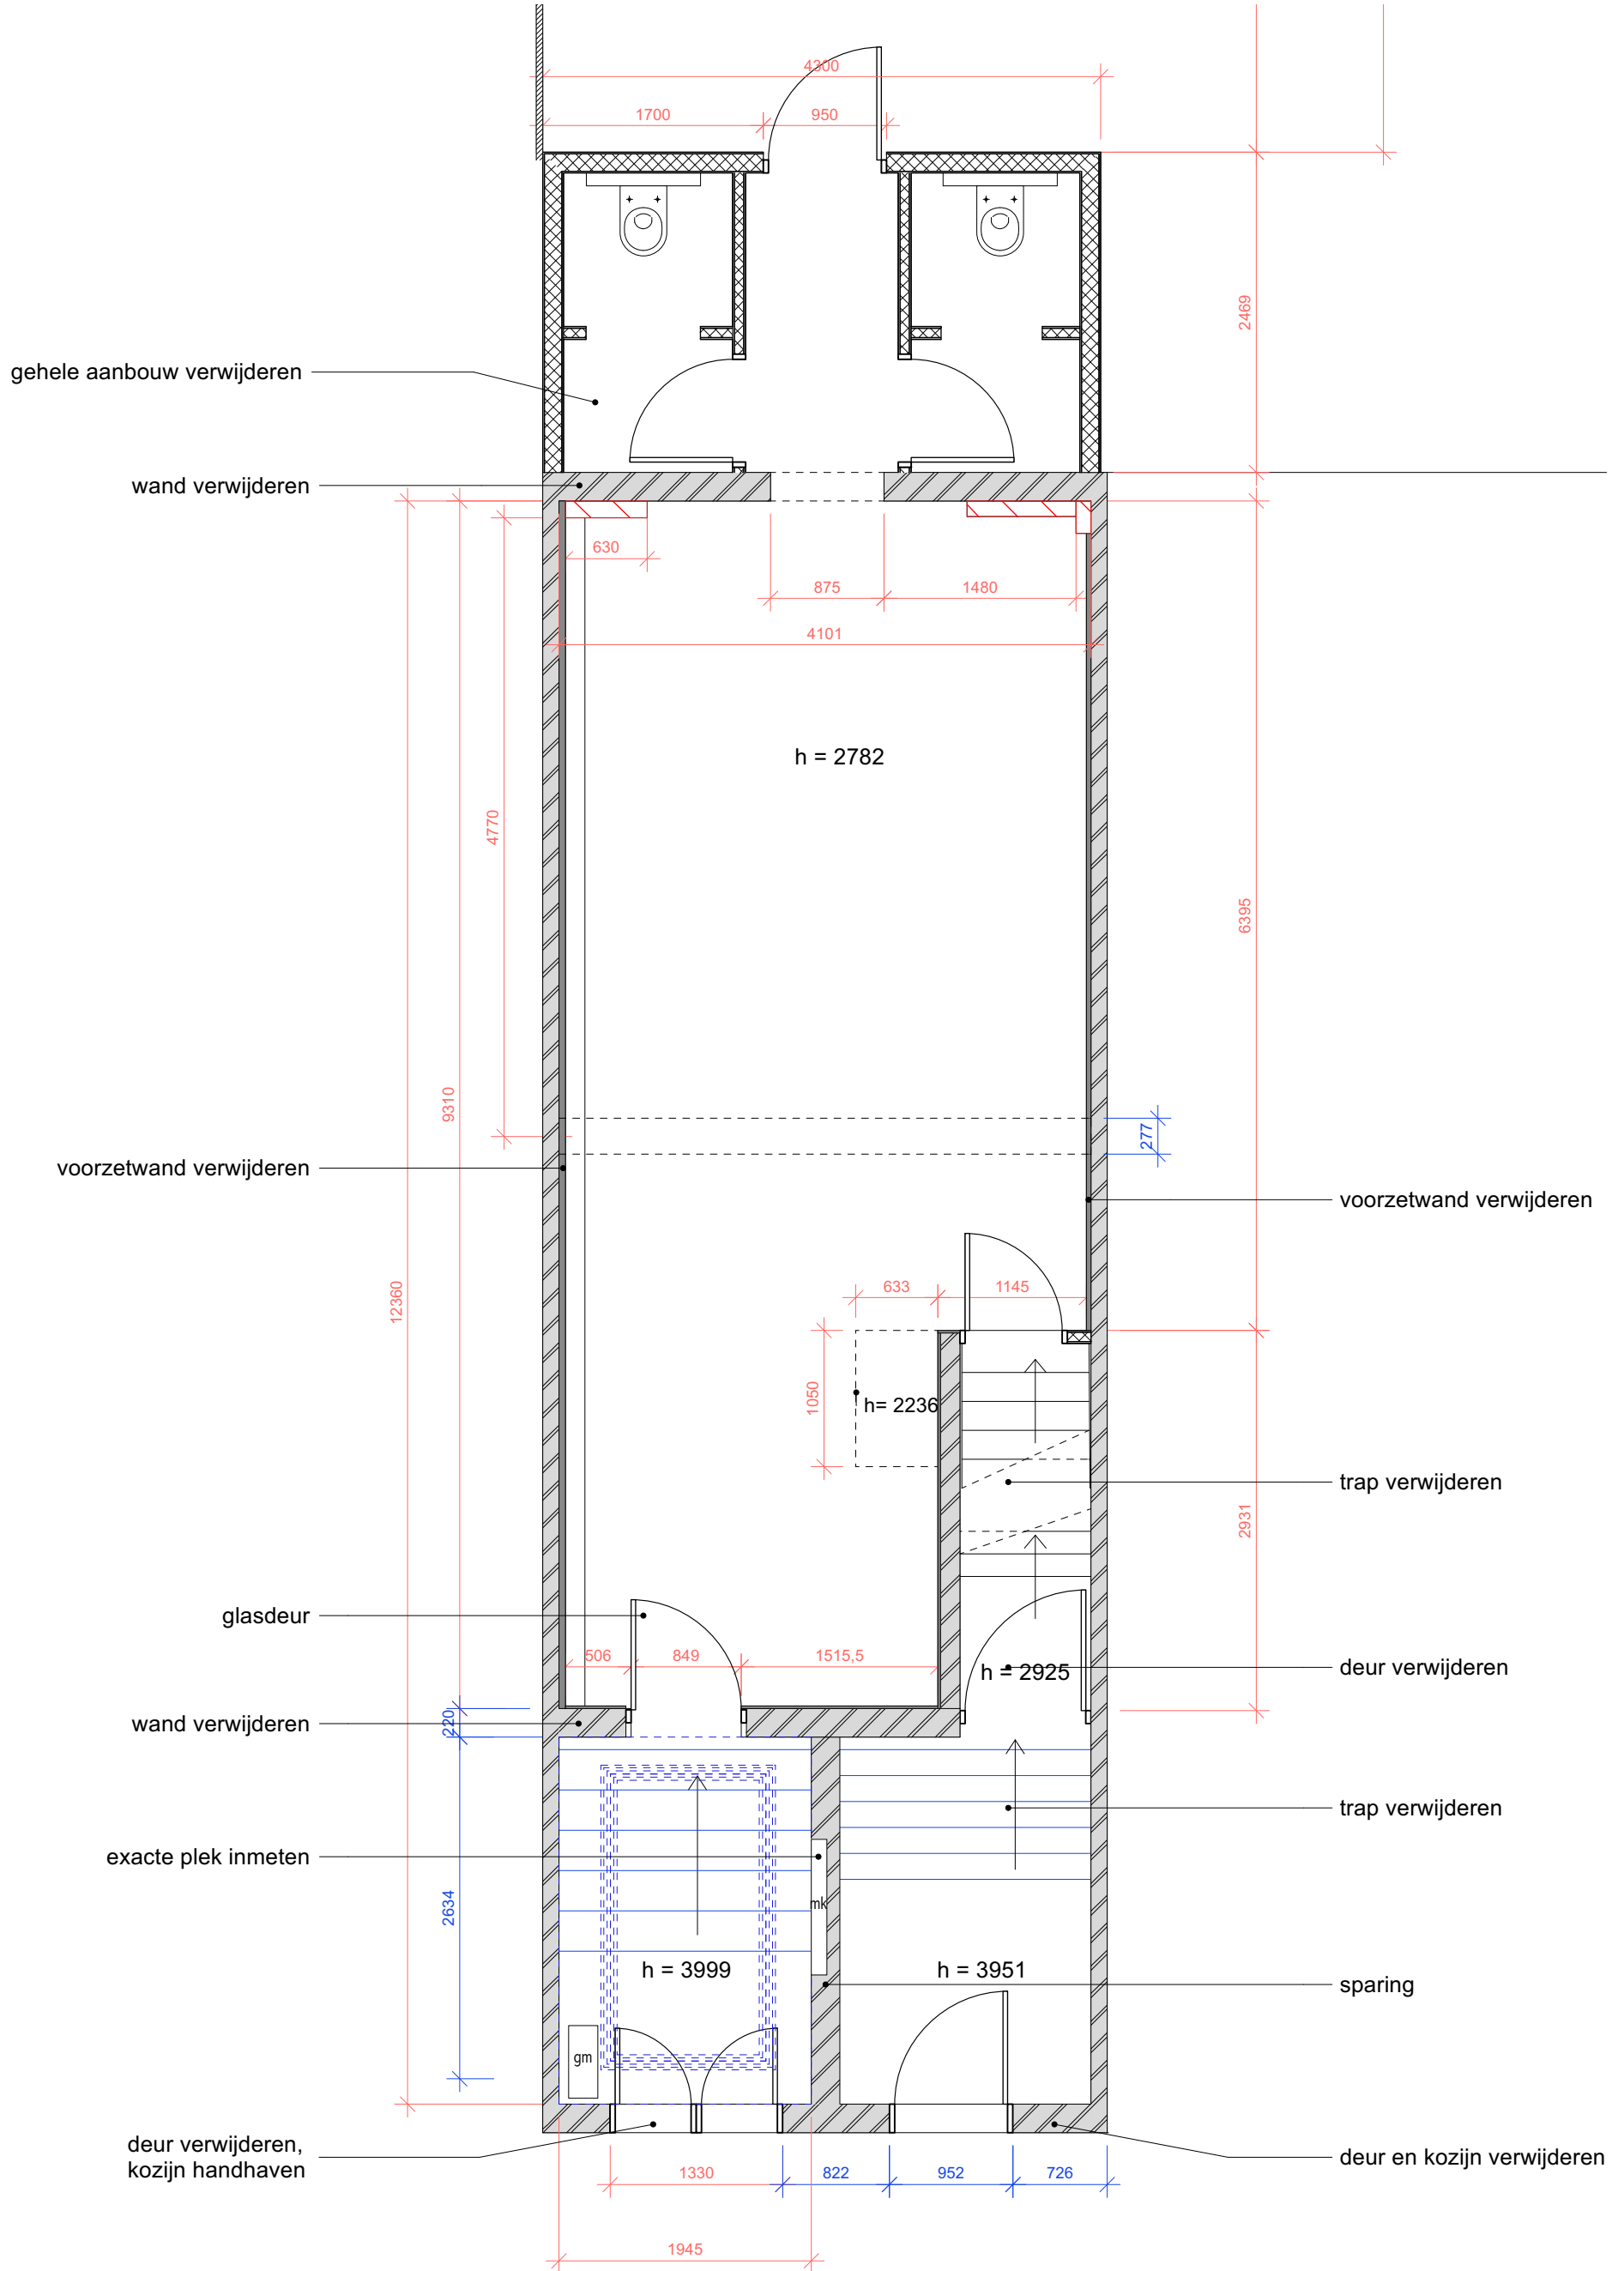 4300
1700
950
2469
gehele aanbouw verwijderen
wand verwijderen
630
875
1480
4101
h = 2782
4770
6395
9310
277
voorzetwand verwijderen
voorzetwand verwijderen
12360
633
1145
1050
h= 2236
trap verwijderen
2931
glasdeur
506
849
1515,5
h = 2925
deur verwijderen
220
wand verwijderen
trap verwijderen
exacte plek inmeten
mk
2634
h = 3999
h = 3951
sparing
gm
deur verwijderen,
kozijn handhaven
deur en kozijn verwijderen
1330
822
952
726
1945